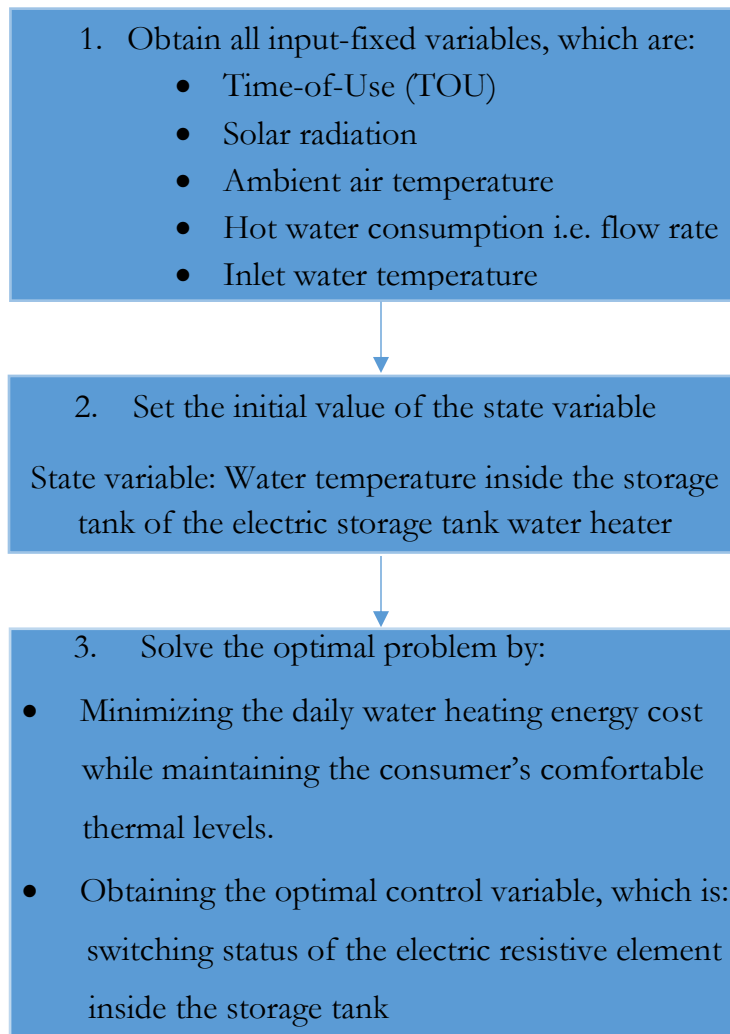 1. Obtain all input-fixed variables, which are:
• Time-of-Use (TOU)
• Solar radiation
• Ambient air temperature
• Hot water consumption i.e. flow rate
• Inlet water temperature
2. Set the initial value of the state variable
State variable: Water temperature inside the storage
tank of the electric storage tank water heater
3. Solve the optimal problem by:
• Minimizing the daily water heating energy cost
while maintaining the consumer’s comfortable
thermal levels.
• Obtaining the optimal control variable, which is:
switching status of the electric resistive element
inside the storage tank